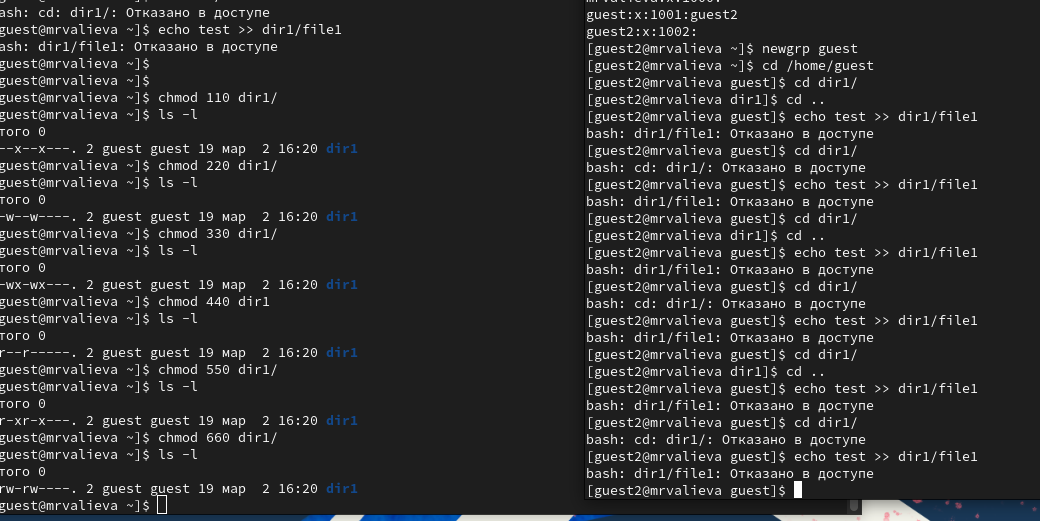 ash: cd: dir1/: Отказано в доступе
guest@mrvalieva ~]$ echo test >> dir1/file1
ash: dir1/file1: Отказано в доступе
guest@mrvalieva ~]$
guest@mrvalieva ~]$
guest@mrvalieva ~]$ chmod 110 dir1/
guest@mrvalieva ~]$ ls -l
того 0
--x--x---. 2 guest guest 19 мар  2 16:20 dir1
guest@mrvalieva ~]$ chmod 220 dir1/
guest@mrvalieva ~]$ ls -l
того 0
-w--w----. 2 guest guest 19 мар  2 16:20 dir1
guest@mrvalieva ~]$ chmod 330 dir1/
guest@mrvalieva ~]$ ls -l
того 0
-wx-wx---. 2 guest guest 19 мар  2 16:20 dir1
guest@mrvalieva ~]$ chmod 440 dir1
guest@mrvalieva ~]$ ls -l
того 0
r--r-----. 2 guest guest 19 мар  2 16:20 dir1
guest@mrvalieva ~]$ chmod 550 dir1/
guest@mrvalieva ~]$ ls -l
того 0
r-xr-x---. 2 guest guest 19 мар  2 16:20 dir1
guest@mrvalieva ~]$ chmod 660 dir1/
guest@mrvalieva ~]$ ls -l
того 0
rw-rw----. 2 guest guest 19 мар  2 16:20 dir1
guest@mrvalieva ~]$
guest:x:1001:guest2
guest2:x:1002:
[guest2@mrvalieva ~]$ newgrp guest
[guest2@mrvalieva ~]$ cd /home/guest
[guest2@mrvalieva guest]$ cd dir1/
[guest2@mrvalieva dir1]$ cd ..
[guest2@mrvalieva guest]$ echo test >> dir1/file1
bash: dir1/file1: Отказано в доступе
[guest2@mrvalieva guest]$ cd dir1/
bash: cd: dir1/: Отказано в доступе
[guest2@mrvalieva guest]$ echo test >> dir1/file1
bash: dir1/file1: Отказано в доступе
[guest2@mrvalieva guest]$ cd dir1/
[guest2@mrvalieva dir1]$ cd ..
[guest2@mrvalieva guest]$ echo test >> dir1/file1
bash: dir1/file1: Отказано в доступе
[guest2@mrvalieva guest]$ cd dir1/
bash: cd: dir1/: Отказано в доступе
[guest2@mrvalieva guest]$ echo test >> dir1/file1
bash: dir1/file1: Отказано в доступе
[guest2@mrvalieva guest]$ cd dir1/
[guest2@mrvalieva dir1]$ cd ..
[guest2@mrvalieva guest]$ echo test >> dir1/file1
bash: dir1/file1: Отказано в доступе
[guest2@mrvalieva guest]$ cd dir1/
bash: cd: dir1/: Отказано в доступе
[guest2@mrvalieva guest]$ echo test >> dir1/file1
bash: dir1/file1: Отказано в доступе
[guest2@mrvalieva guest]$